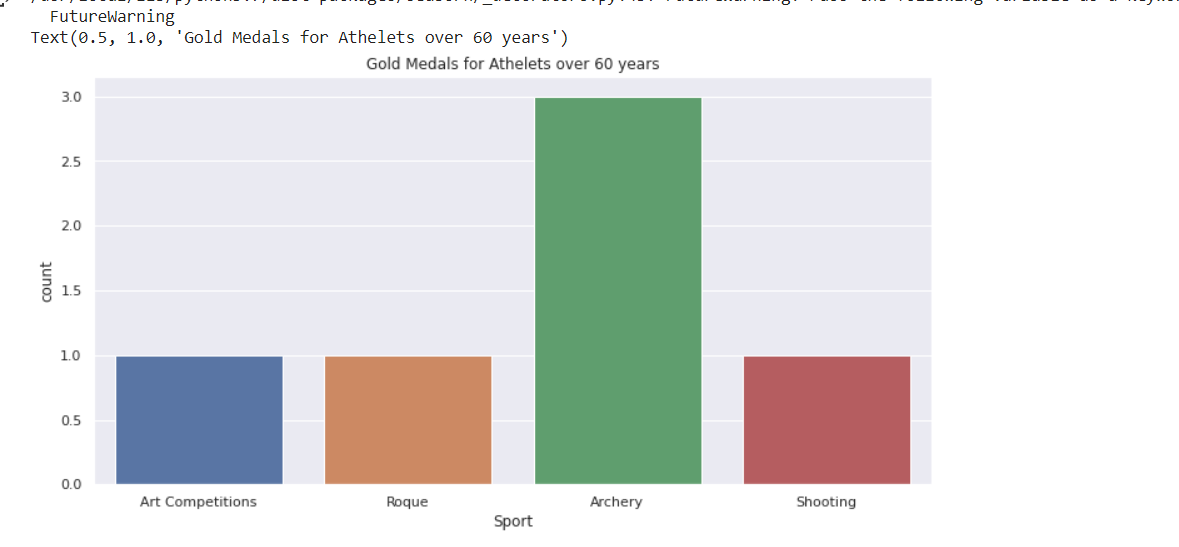 FutureWarning
Text(0.5, 1.0, 'Gold Medals for Athelets over 60 years')
Gold Medals for Athelets over 60 years
3.0
2.5
2.0
1.5
1.0
0.5
0.0
count
Art Competitions Roque Archery Shooting
Sport